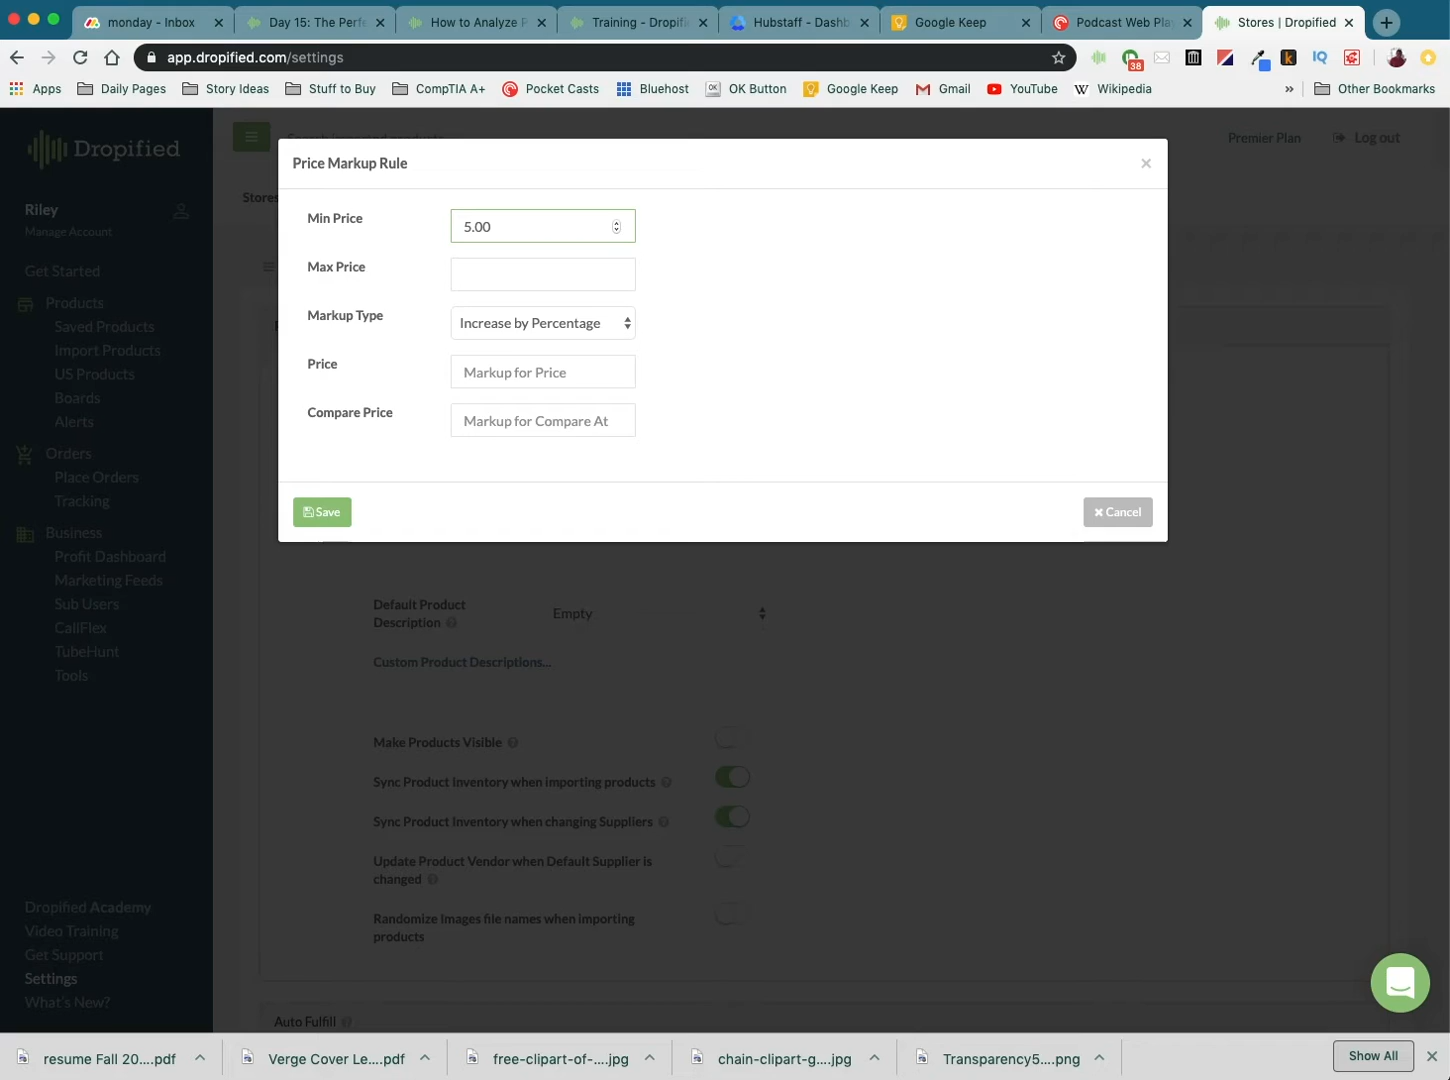 monday - Inbox
Day 15: The Perfe
How to Analyze P
Training - Dropifi
Hubstaff - Dashb
Google Keep
Podcast Web Play
Stores | Dropified
app.dropified.com/settings
38
IQ
Apps
Daily Pages
Story Ideas
Stuff to Buy
CompTIA A+
Pocket Casts
Bluehost
OK Button
Google Keep
Gmail
YouTube
Wikipedia
»
Other Bookmarks
Dropified
Search imported products
Premier Plan
Log out
Price Markup Rule
Riley
Manage Account
Stores
Min Price
5.00
Get Started
Max Price
Products
Saved Products
Markup Type
Increase by Percentage
Import Products
US Products
Price
Markup for Price
Boards
Alerts
Compare Price
Markup for Compare At
Orders
Place Orders
Tracking
Save
Cancel
Business
Profit Dashboard
Marketing Feeds
Sub Users
CallFlex
TubeHunt
Tools
Default Product
Description
Empty
Custom Product Descriptions...
Make Products Visible
Sync Product Inventory when importing products
Sync Product Inventory when changing Suppliers
Update Product Vendor when Default Supplier is
changed
Randomize Images file names when importing
products
Dropified Academy
Video Training
Get Support
Settings
What's New?
Auto Fulfill
resume Fall 20....pdf
Verge Cover Le....pdf
free-clipart-of-....jpg
chain-clipart-g....jpg
Transparency5....png
Show All